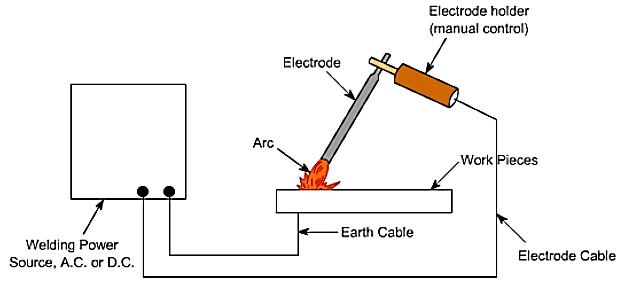 Electrode holder
(manual control)
Electrode
Arc
Work Pieces
Earth Cable
Welding Power
Source, A.C. or D.C.
Electrode Cable